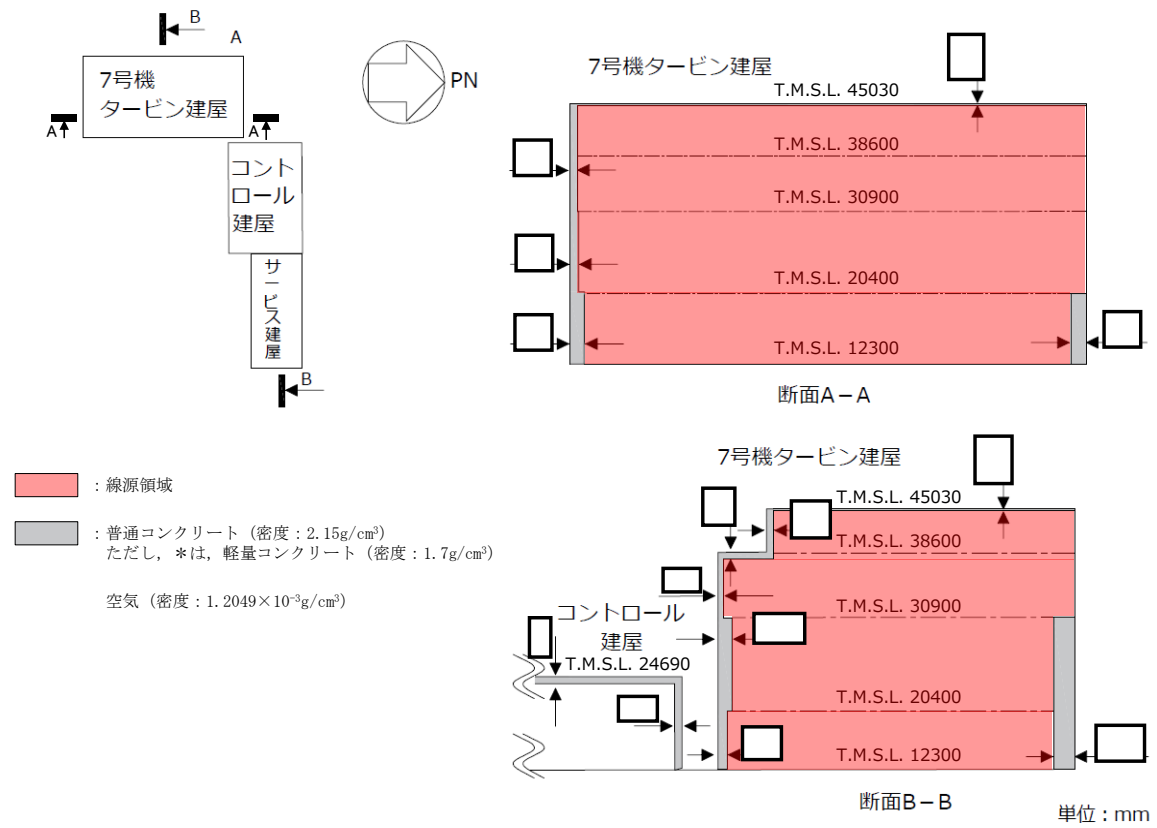 B
A
7号機
タービン建屋
A
A
コント
ロール
建屋
サービス建屋
B
PN
7号機タービン建屋
T.M.S.L. 45030
T.M.S.L. 38600
T.M.S.L. 30900
T.M.S.L. 20400
T.M.S.L. 12300
断面A－A
：線源領域
：普通コンクリート（密度：2.15g/cm³）
ただし，＊は，軽量コンクリート（密度：1.7g/cm³）
空気（密度：1.2049×10⁻³g/cm³）
7号機タービン建屋
T.M.S.L. 45030
T.M.S.L. 38600
T.M.S.L. 30900
コントロール
建屋
T.M.S.L. 24690
T.M.S.L. 20400
T.M.S.L. 12300
断面B－B
単位：mm